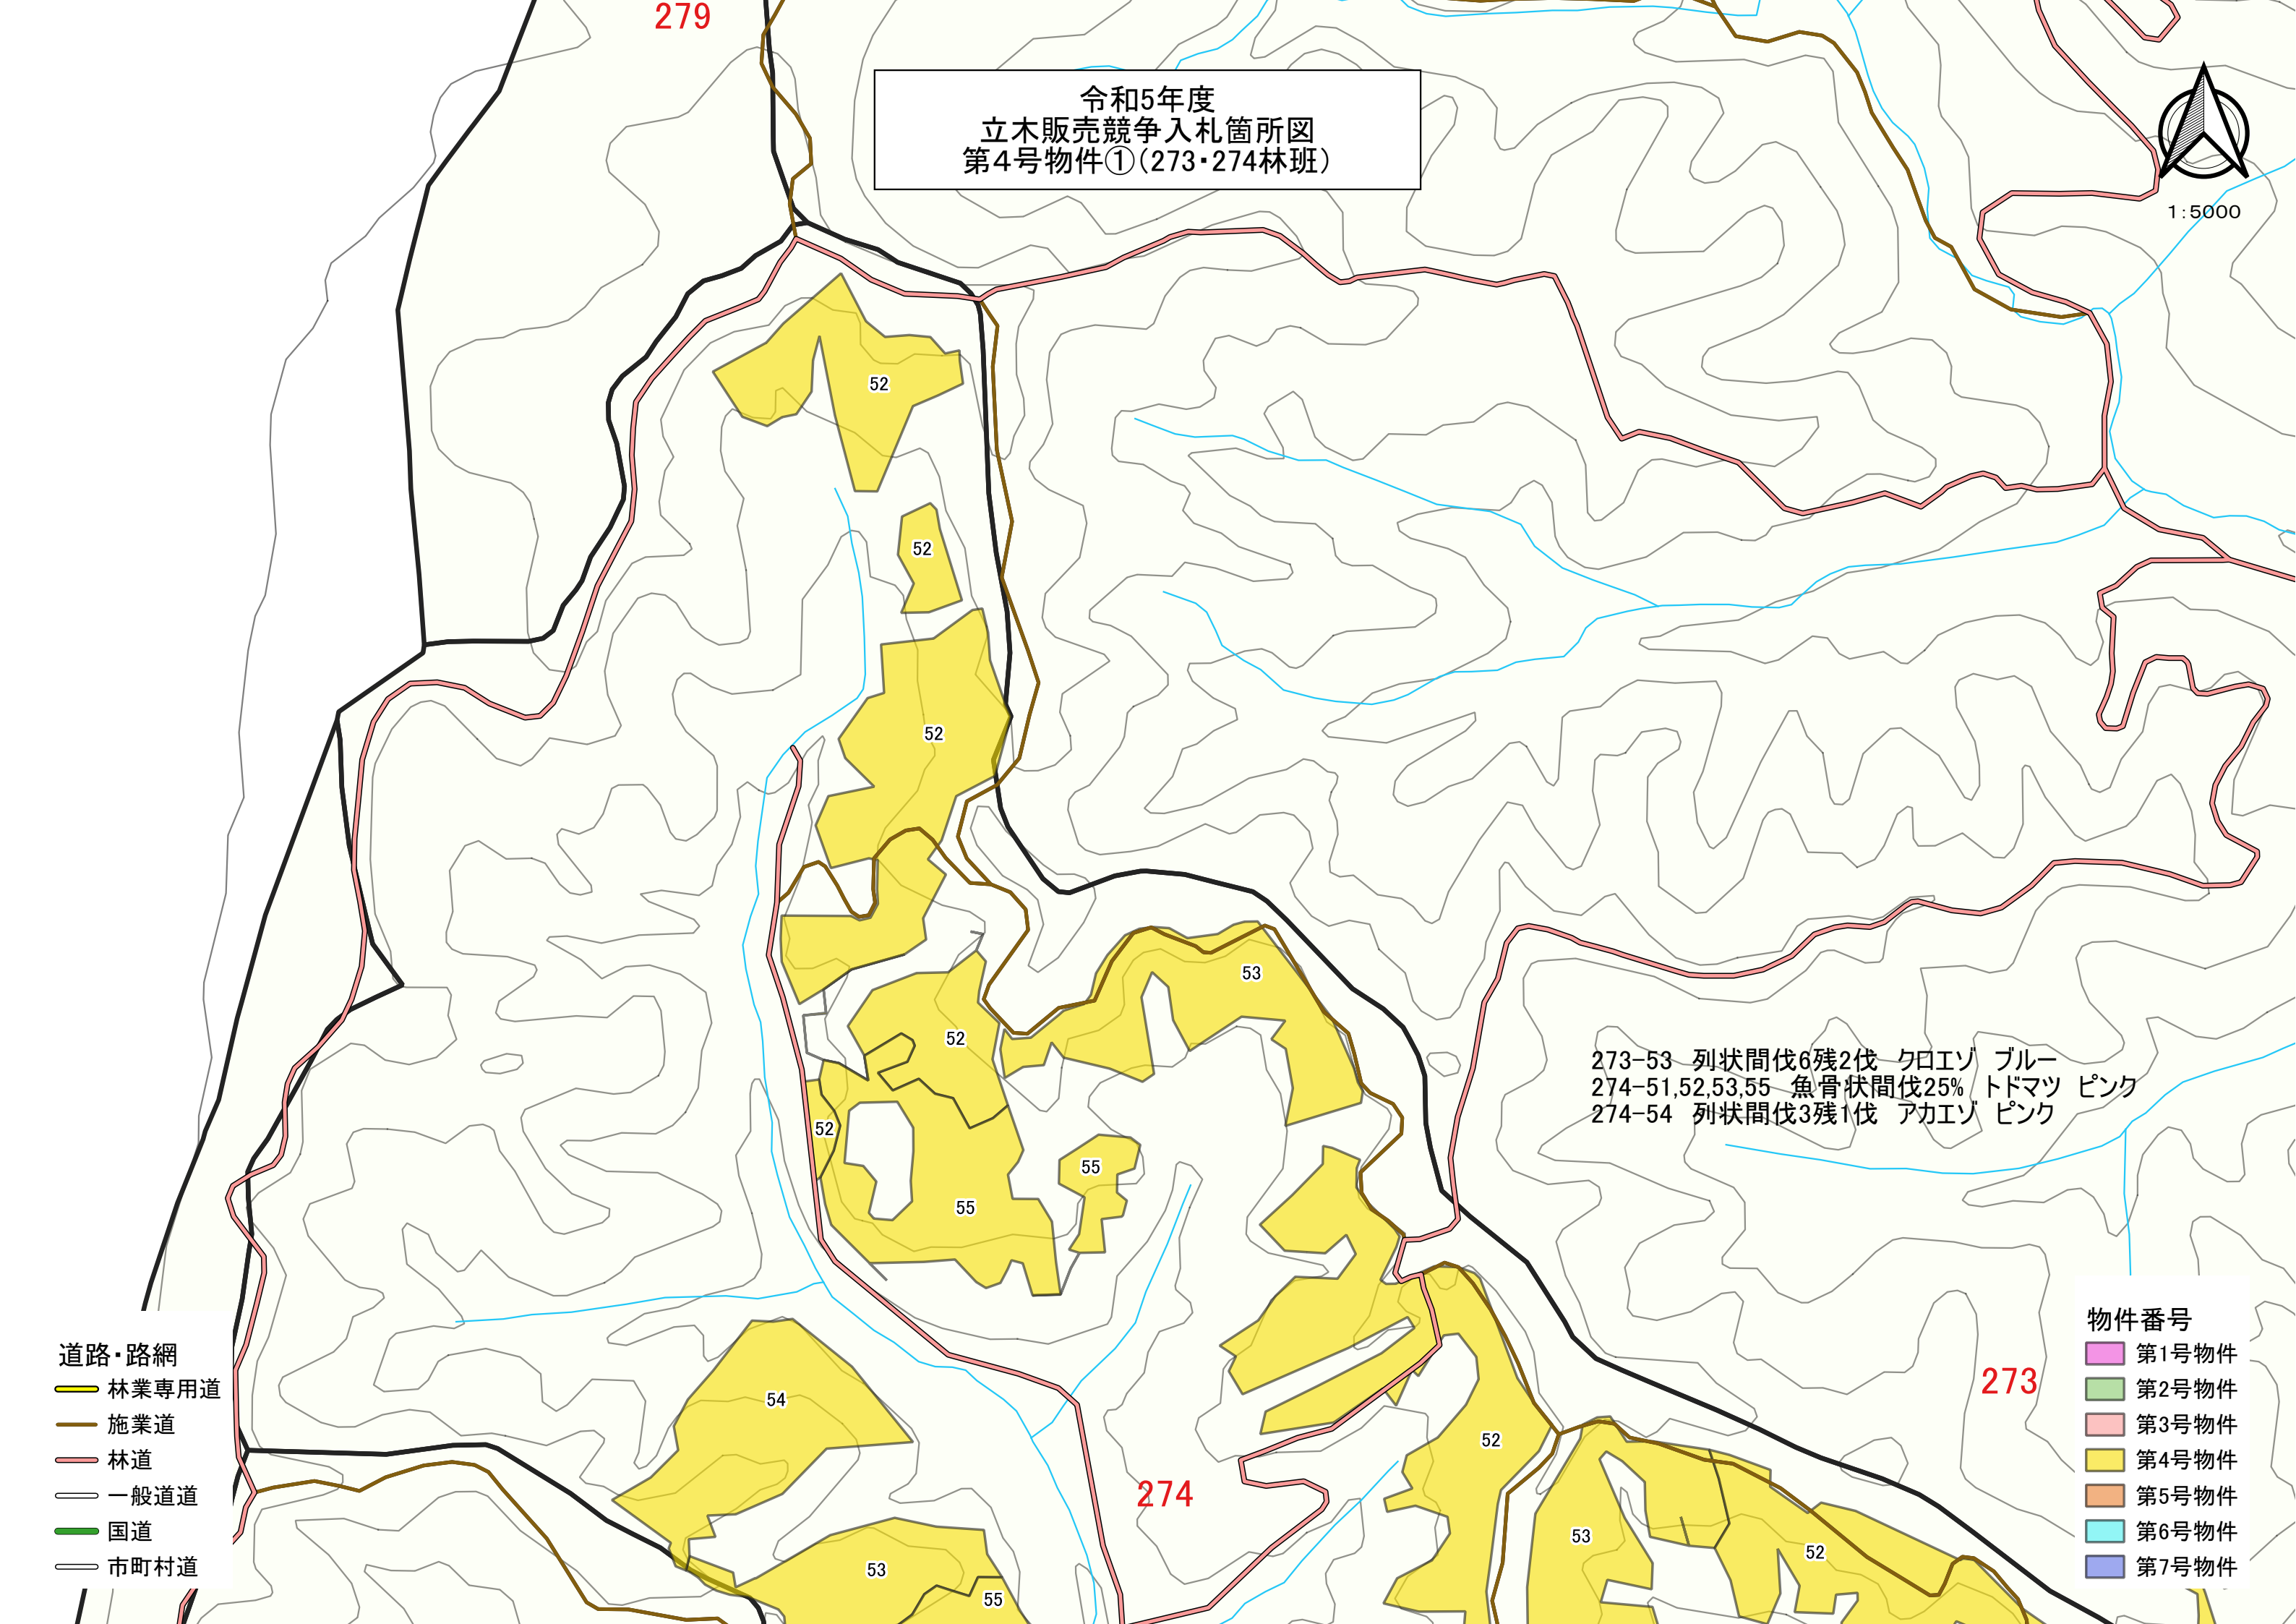 279
令和5年度
立木販売競争入札箇所図
第4号物件①(273・274林班)
1:5000
52
52
52
53
52
273-53 列状間伐6残2伐 クロエゾ ブルー
274-51,52,53,55 魚骨状間伐25% トドマツ ピンク
274-54 列状間伐3残1伐 アカエゾ ピンク
52
55
55
道路・路網
林業専用道
施業道
林道
一般道道
国道
市町村道
54
52
274
53
52
53
55
273
物件番号
第1号物件
第2号物件
第3号物件
第4号物件
第5号物件
第6号物件
第7号物件